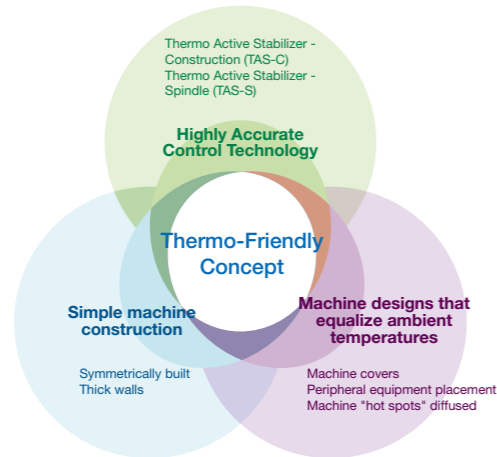 Thermo Active Stabilizer -
Construction (TAS-C)
Thermo Active Stabilizer -
Spindle (TAS-S)
Highly Accurate
Control Technology
Thermo-Friendly
Concept
Simple machine
construction
Symmetrically built
Thick walls
Machine designs that
equalize ambient
temperatures
Machine covers
Peripheral equipment placement
Machine "hot spots" diffused